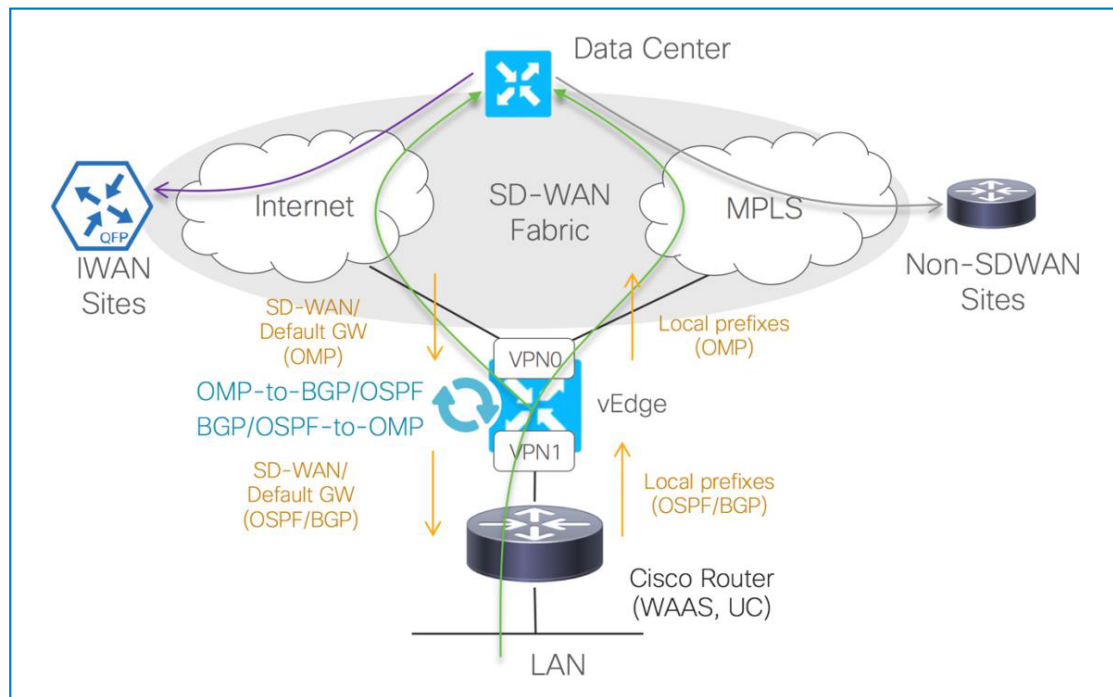 Data Center
Internet
SD-WAN
Fabric
MPLS
QFP
IWAN
Sites
Non-SDWAN
Sites
SD-WAN/
Default GW
(OMP)
Local prefixes
(OMP)
VPN0
OMP-to-BGP/OSPF
BGP/OSPF-to-OMP
vEdge
VPN1
SD-WAN/
Default GW
(OSPF/BGP)
Local prefixes
(OSPF/BGP)
Cisco Router
(WAAS, UC)
LAN